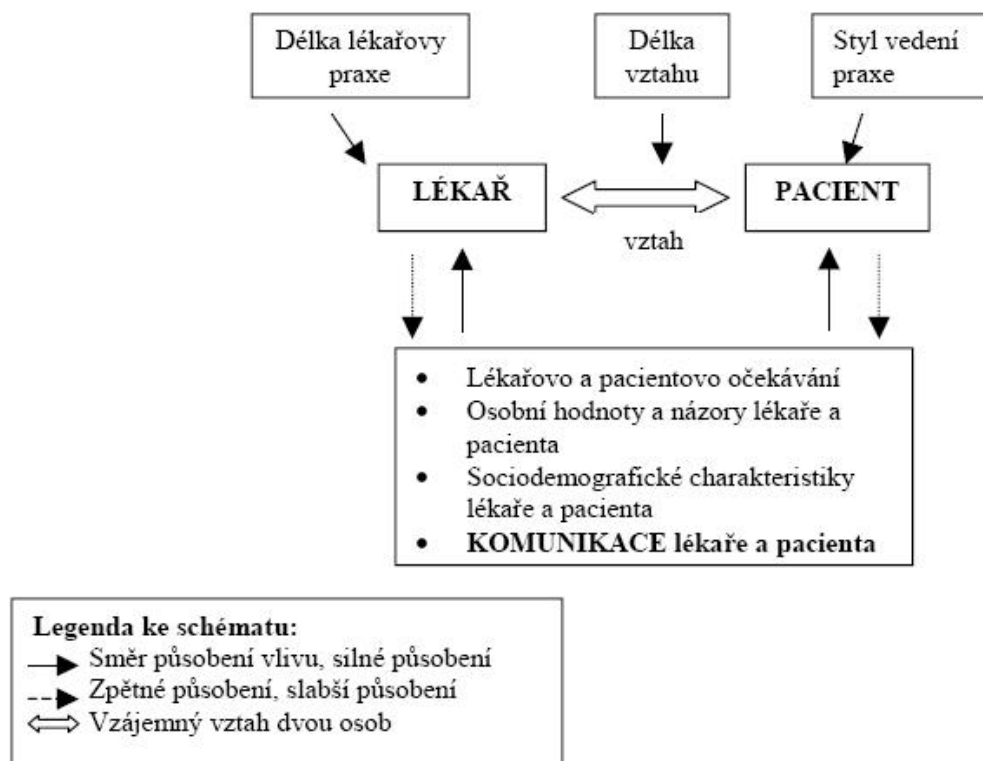 Délka lékařovy
praxe
Délka
vztahu
Styl vedení
praxe
LÉKAŘ
PACIENT
vztah
• Lékařovo a pacientovo očekávání
• Osobní hodnoty a názory lékaře a
pacienta
• Sociodemografické charakteristiky
lékaře a pacienta
• KOMUNIKACE lékaře a pacienta
Legenda ke schématu:
Směr působení vlivu, silné působení
Zpětné působení, slabší působení
Vzájemný vztah dvou osob